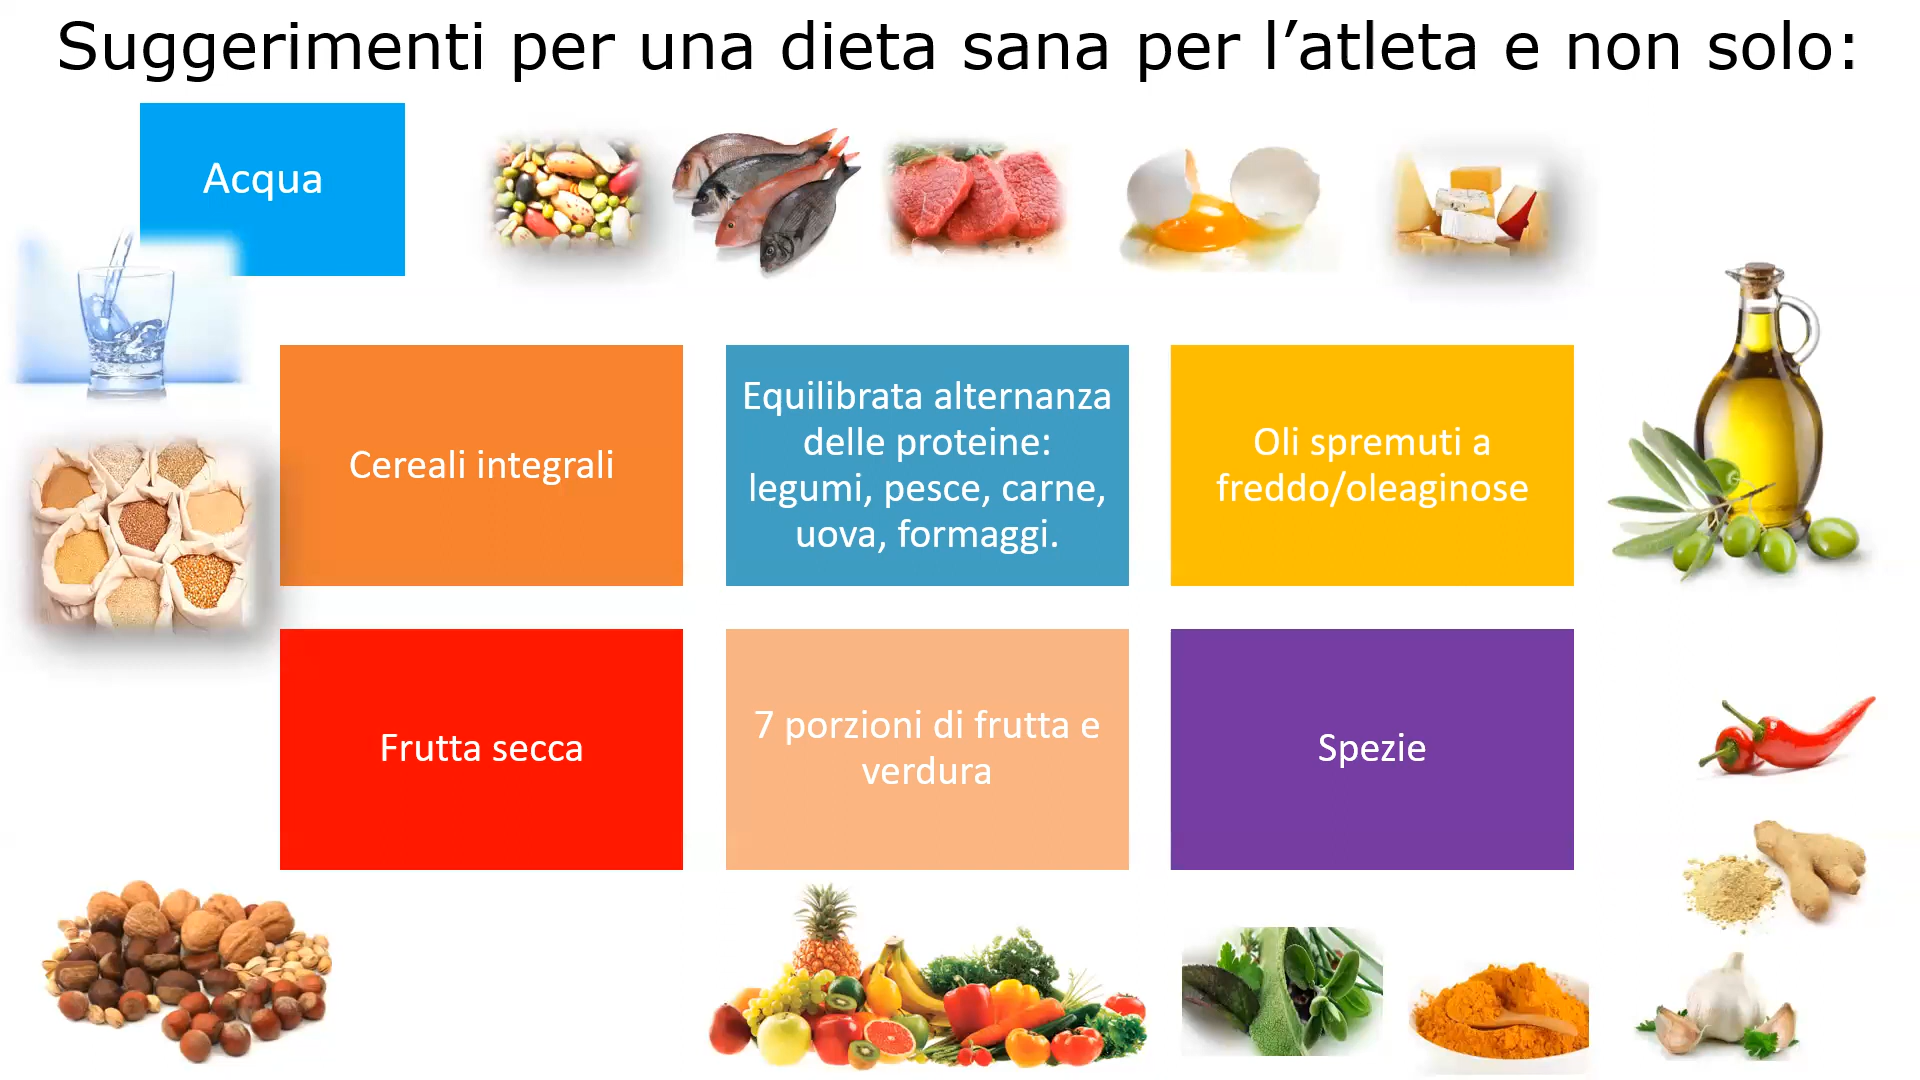 Suggerimenti per una dieta sana per l’atleta e non solo:
Acqua
Cereali integrali
Equilibrata alternanza
delle proteine:
legumi, pesce, carne,
uova, formaggi.
Oli spremuti a
freddo/oleaginose
Frutta secca
7 porzioni di frutta e
verdura
Spezie